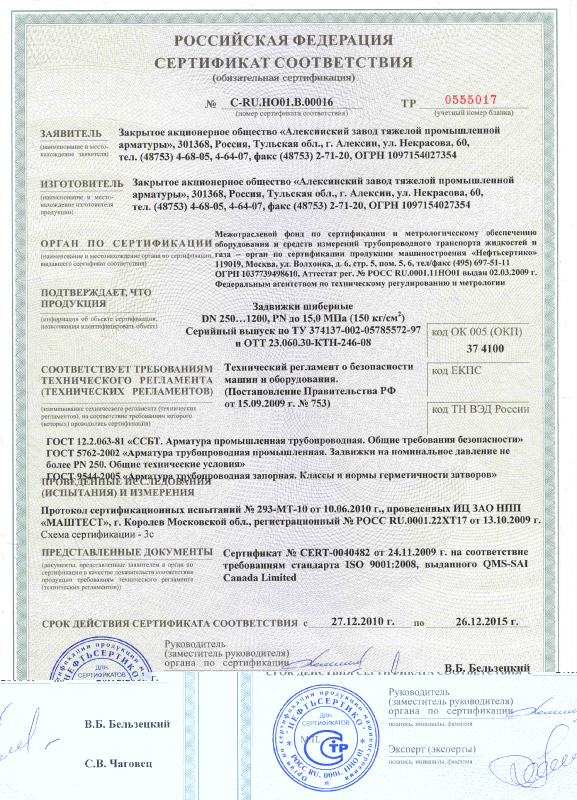 РОССИЙСКАЯ ФЕДЕРАЦИЯ
СЕРТИФИКАТ СООТВЕТСТВИЯ
(обязательная сертификация)
№ C-RU.НО01.В.00016 ТР 0555017
(номер сертификата соответствия) (учетный номер бланка)
ЗАЯВИТЕЛЬ Закрытое акционерное общество «Алексинский завод тяжелой промышленной
(наименование и место- арматуры», 301368, Россия, Тульская обл., г. Алексин, ул. Некрасова, 60,
нахождение заявителя) тел. (48753) 4-68-05, 4-64-07, факс (48753) 2-71-20, ОГРН 1097154027354
ИЗГОТОВИТЕЛЬ Закрытое акционерное общество «Алексинский завод тяжелой промышленной
(наименование и место- арматуры», 301368, Россия, Тульская обл., г. Алексин, ул. Некрасова, 60,
нахождение изготовителя тел. (48753) 4-68-05, 4-64-07, факс (48753) 2-71-20, ОГРН 1097154027354
продукции)
Межотраслевой фонд по сертификации и метрологическому обеспечению
ОРГАН ПО СЕРТИФИКАЦИИ оборудования и средств измерений трубопроводного транспорта жидкостей и
(наименование и местонахождение органа по сертификации, газа – орган по сертификации продукции машиностроения «Нефтьсертико»
выдавшего сертификат соответствия) 119019, Москва, ул. Волхонка, д. 6, стр. 5, пом. 5, 6, тел/факс (495) 697-51-11
ОГРН 1037739498610, Аттестат рег. № РОСС RU.0001.11НО01 выдан 02.03.2009 г.
Федеральным агентством по техническому регулированию и метрологии
ПОДТВЕРЖДАЕТ, ЧТО
ПРОДУКЦИЯ
(информация об объекте сертификации,
позволяющая идентифицировать объект)
Задвижки шиберные
DN 250…1200, PN до 15,0 МПа (150 кг/см²)
Серийный выпуск по ТУ 374137-002-05785572-97
и ОТТ 23.060.30-КТН-246-08
код ОК 005 (ОКП)
37 4100
код ЕКПС
код ТН ВЭД России
СООТВЕТСТВУЕТ ТРЕБОВАНИЯМ Технический регламент о безопасности
ТЕХНИЧЕСКОГО РЕГЛАМЕНТА машин и оборудования.
(ТЕХНИЧЕСКИХ РЕГЛАМЕНТОВ) (Постановление Правительства РФ
от 15.09.2009 г. № 753)
(наименование технического регламента (технических
регламентов), на соответствие требованиям которого
(которых) проводилась сертификация)
ГОСТ 12.2.063-81 «ССБТ. Арматура промышленная трубопроводная. Общие требования безопасности»
ГОСТ 5762-2002 «Арматура трубопроводная промышленная. Задвижки на номинальное давление не
более PN 250. Общие технические условия»
ГОСТ 9544-2005 «Арматура трубопроводная запорная. Классы и нормы герметичности затворов»
ПРОВЕДЕННЫЕ ИССЛЕДОВАНИЯ
(ИСПЫТАНИЯ) И ИЗМЕРЕНИЯ
Протокол сертификационных испытаний № 293-МТ-10 от 10.06.2010 г., проведенных ИЦ ЗАО НПП
«МАШТЕСТ», г. Королев Московской обл., регистрационный № РОСС RU.0001.22ХТ17 от 13.10.2009 г.
Схема сертификации - 3с
ПРЕДСТАВЛЕННЫЕ ДОКУМЕНТЫ Сертификат № CERT-0040482 от 24.11.2009 г. на соответствие
(документы, представленные заявителем в орган по требованиям стандарта ISO 9001:2008, выданного QMS-SAI
сертификации в качестве доказательств соответствия Canada Limited
продукции требованиям технического регламента
(технических регламентов))
СРОК ДЕЙСТВИЯ СЕРТИФИКАТА СООТВЕТСТВИЯ с 27.12.2010 г. по 26.12.2015 г.
Руководитель
(заместитель руководителя)
органа по сертификации В.Б. Бельзецкий
НЕФТЬСЕРТИКО
ДЛЯ
СЕРТИФИКАТОВ
СРОК ДЕЙСТВИЯ СЕРТИФИКАТА СООТВЕТСТВИЯ
В.Б. Бельзецкий
С.В. Чаговец
Орган по сертификации продукции машиностроения
НЕФТЬСЕРТИКО
ДЛЯ
СЕРТИФИКАТОВ
М.П.
СТР
РОСС RU. 0001. 11НО 01
Руководитель
(заместитель руководителя)
органа по сертификации
подпись, инициалы, фамилия
Эксперт (эксперты)
подпись, инициалы, фамилия